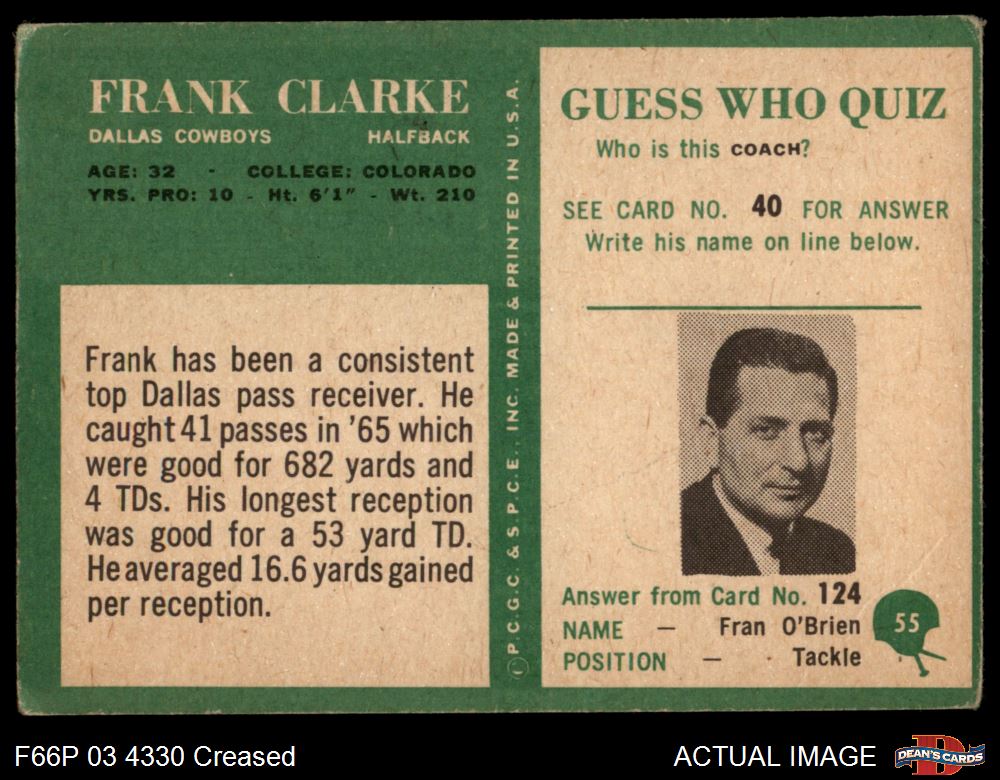 FRANK CLARKE
DALLAS COWBOYS HALFBACK
AGE: 32 - COLLEGE: COLORADO
YRS. PRO: 10 - Ht. 6'1" - Wt. 210
Frank has been a consistent
top Dallas pass receiver. He
caught 41 passes in '65 which
were good for 682 yards and
4 TDs. His longest reception
was good for a 53 yard TD.
He averaged 16.6 yards gained
per reception.
©P.C.G.C. & S.P.C.E., INC. MADE & PRINTED IN U.S.A.
GUESS WHO QUIZ
Who is this COACH?
SEE CARD NO. 40 FOR ANSWER
Write his name on line below.
Answer from Card No. 124
NAME — Fran O'Brien
POSITION — Tackle
55
F66P 03 4330 Creased
ACTUAL IMAGE
DEAN'S CARDS